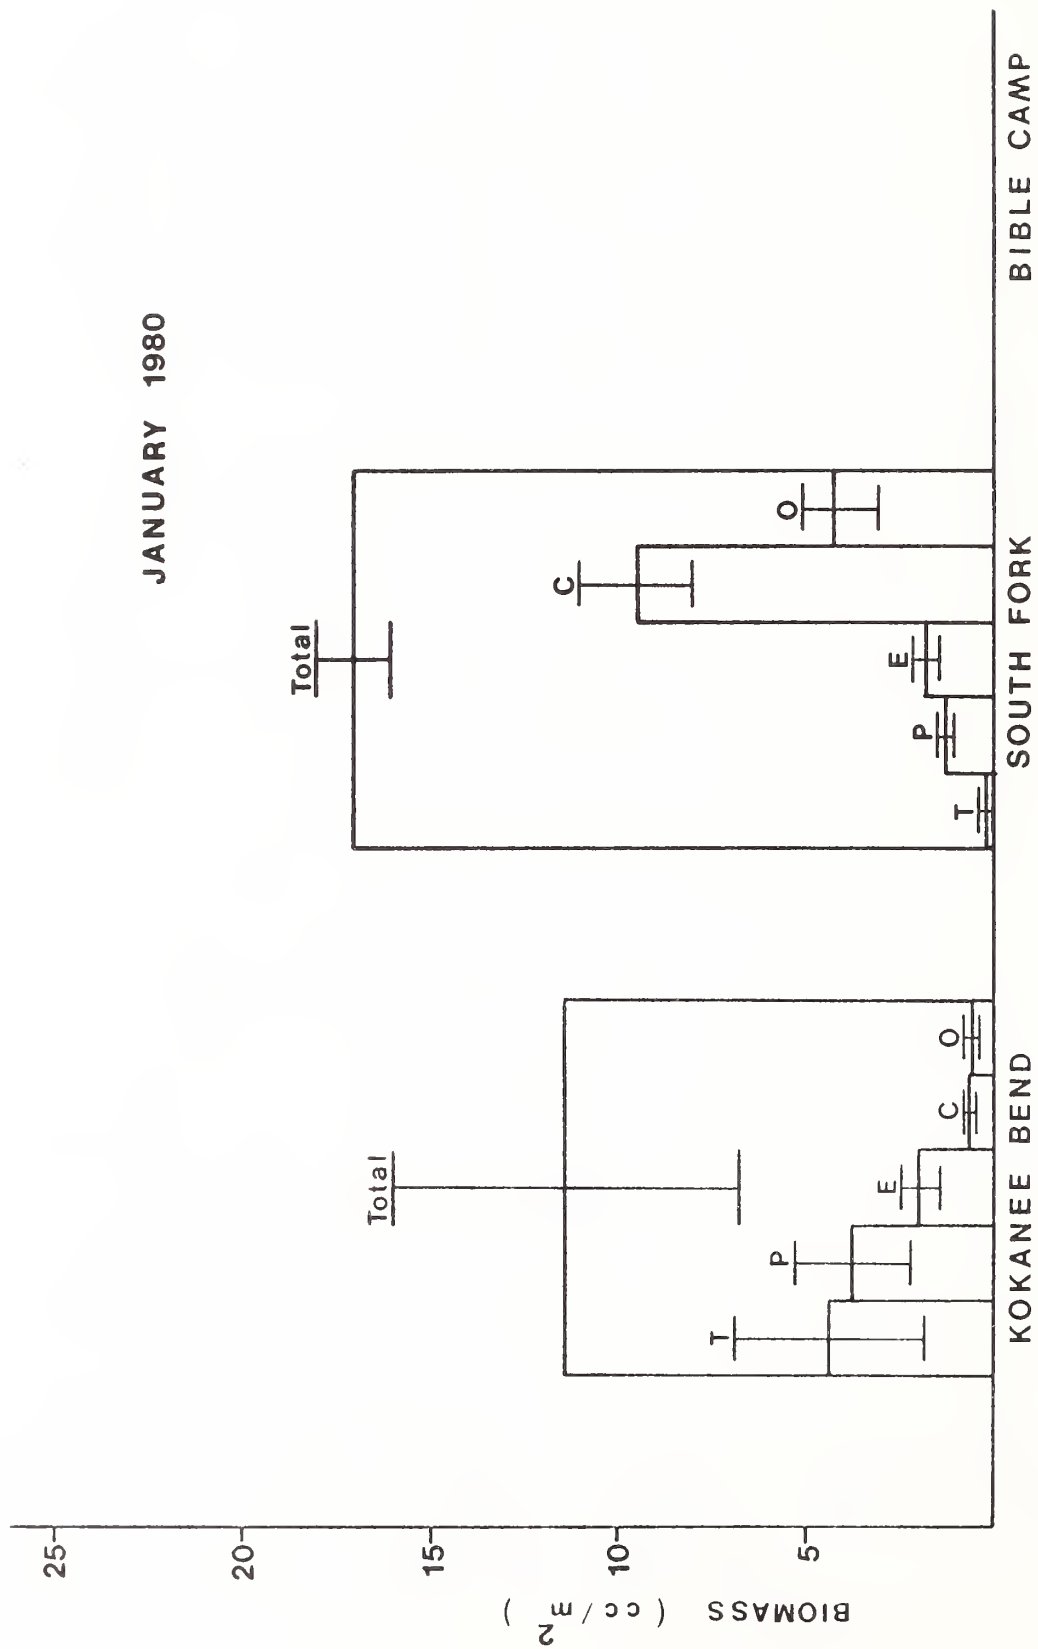 JANUARY 1980
BIOMASS (cc/m2)
25
20
15
10
5
Total
T
P
E
C
O
KOKANEE BEND
Total
T
P
E
C
O
SOUTH FORK
BIBLE CAMP